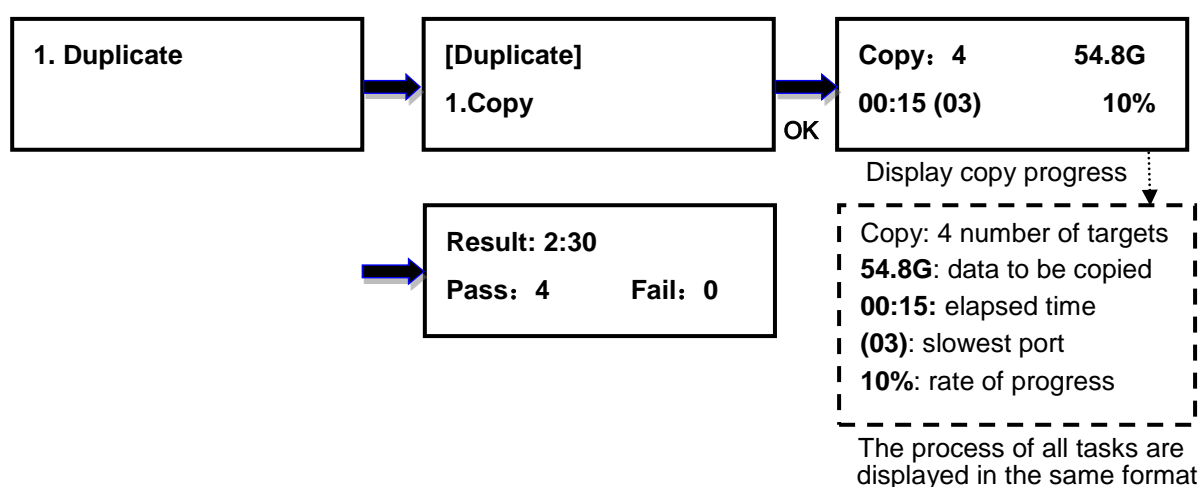 1. Duplicate
[Duplicate]
1.Copy
OK
Copy：4 54.8G
00:15 (03) 10%
Display copy progress
Copy: 4 number of targets
54.8G: data to be copied
00:15: elapsed time
(03): slowest port
10%: rate of progress
The process of all tasks are
displayed in the same format
Result: 2:30
Pass：4 Fail：0